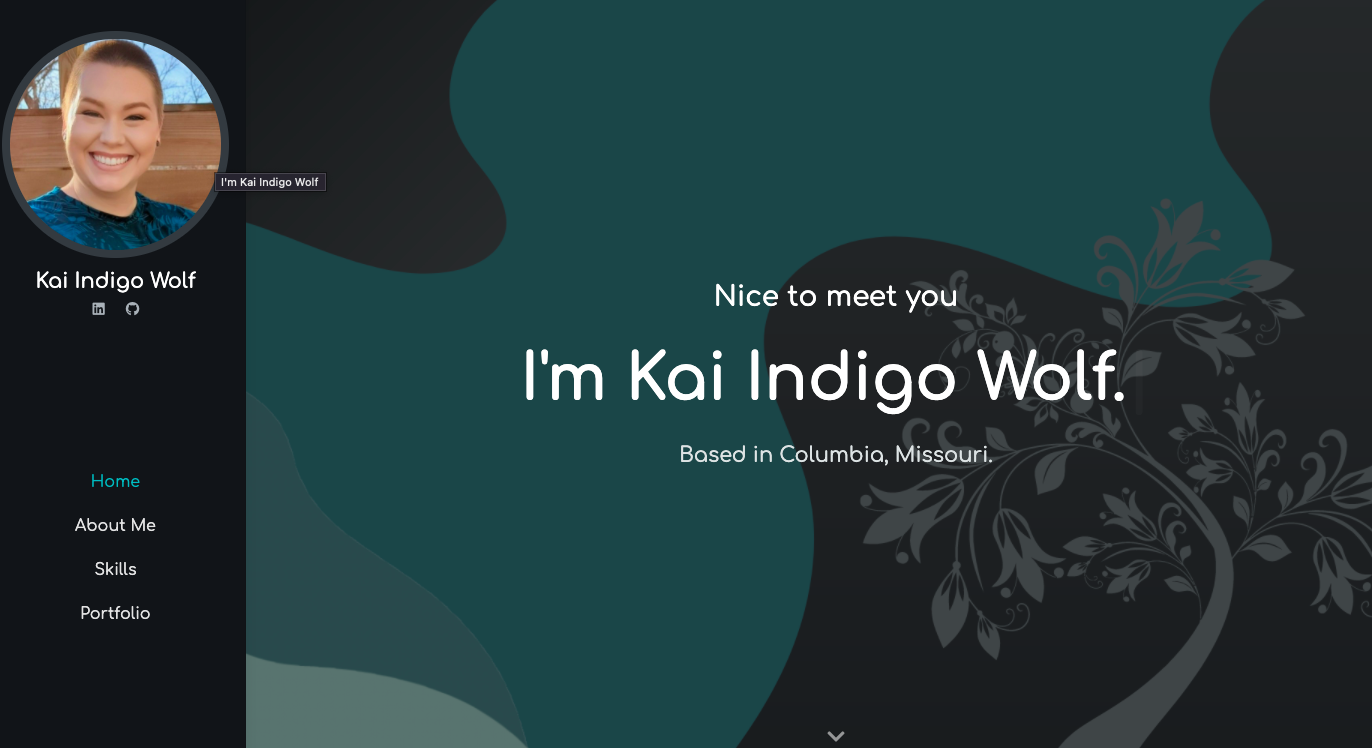 I'm Kai Indigo Wolf
Kai Indigo Wolf
Home
About Me
Skills
Portfolio
Nice to meet you
I'm Kai Indigo Wolf.
Based in Columbia, Missouri.